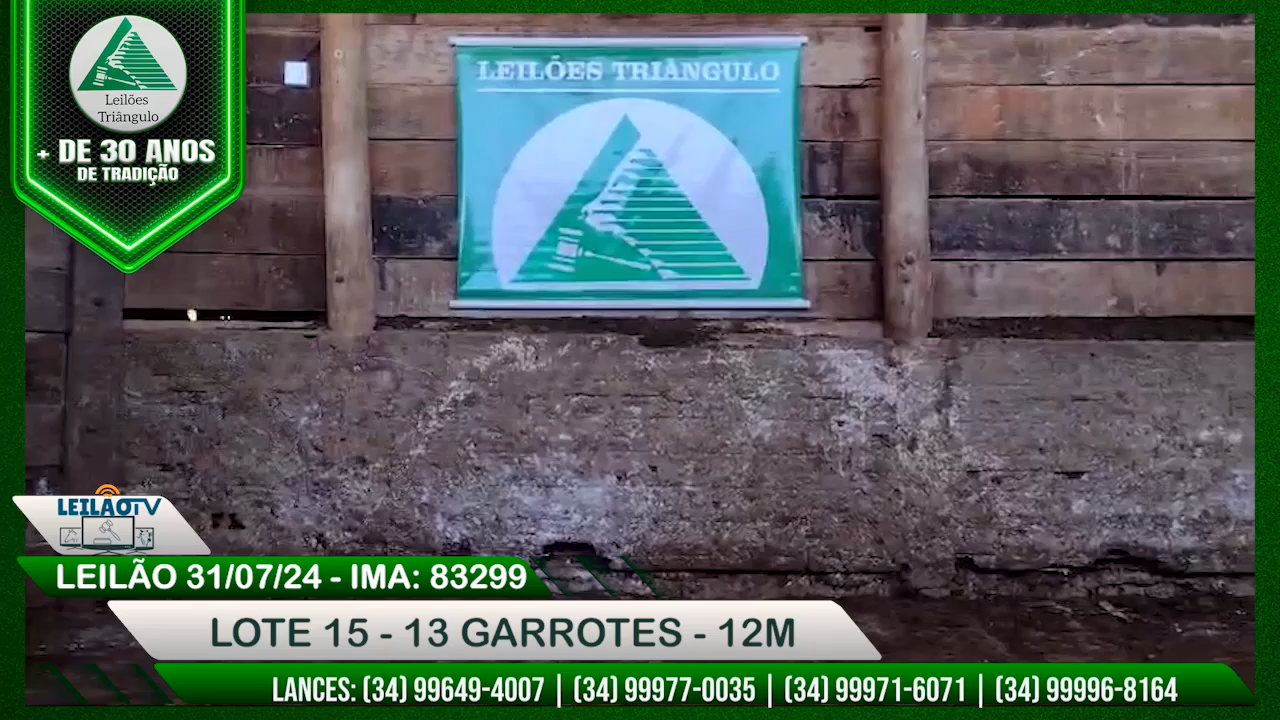 Leilões
Triângulo
+ DE 30 ANOS
DE TRADIÇÃO
LEILÕES TRIÂNGULO
LEILÃOTV
LEILÃO 31/07/24 - IMA: 83299
LOTE 15 - 13 GARROTES - 12M
LANCES: (34) 99649-4007 | (34) 99977-0035 | (34) 99971-6071 | (34) 99996-8164